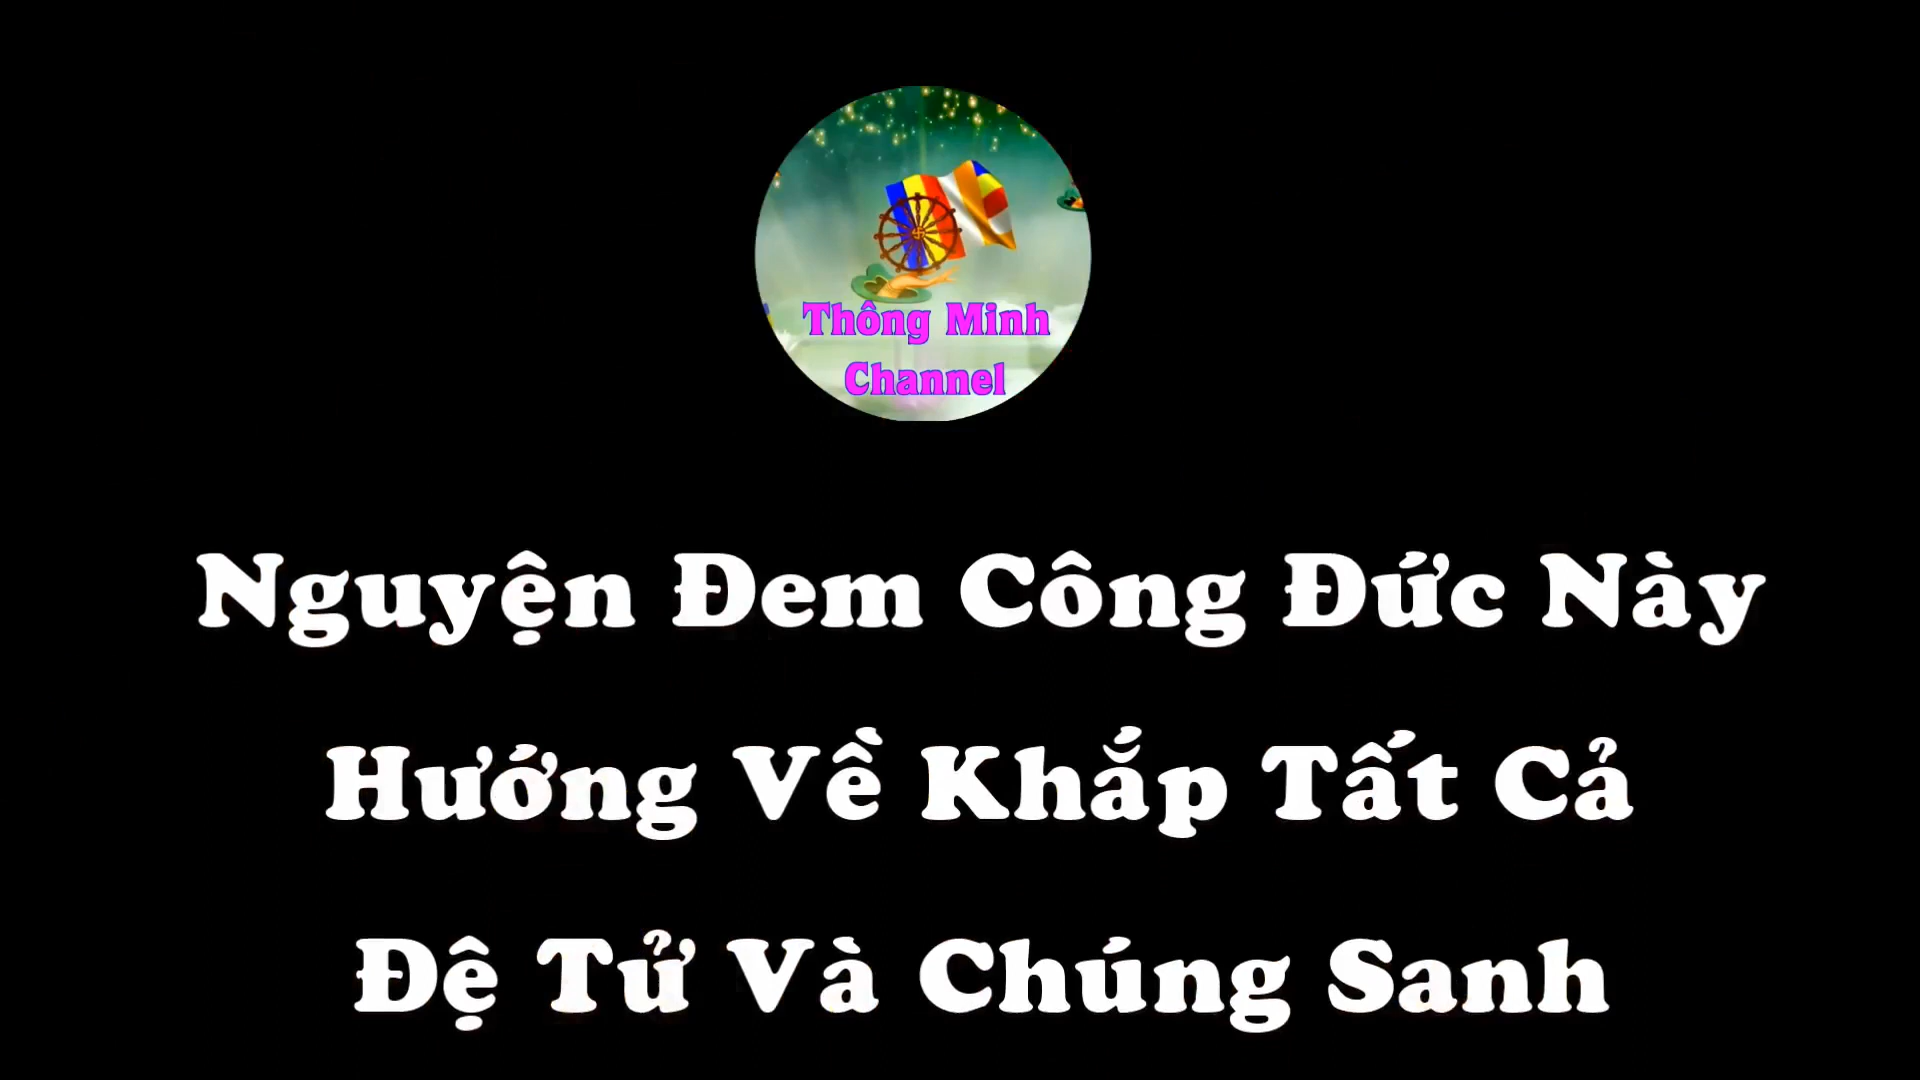 Thông Minh
Channel
Nguyện Đem Công Đức Này
Hướng Về Khắp Tất Cả
Đệ Tử Và Chúng Sanh